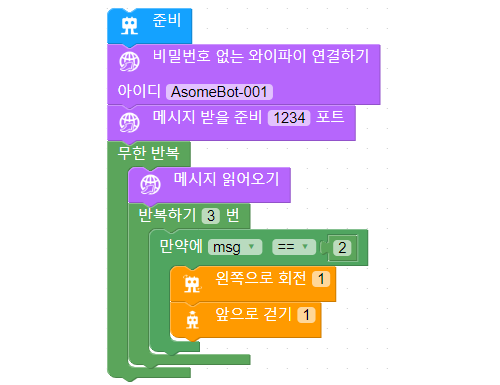 준비
비밀번호 없는 와이파이 연결하기
아이디 AsomeBot-001
메시지 받을 준비 1234 포트
무한 반복
메시지 읽어오기
반복하기 3 번
만약에 msg == 2
왼쪽으로 회전 1
앞으로 걷기 1